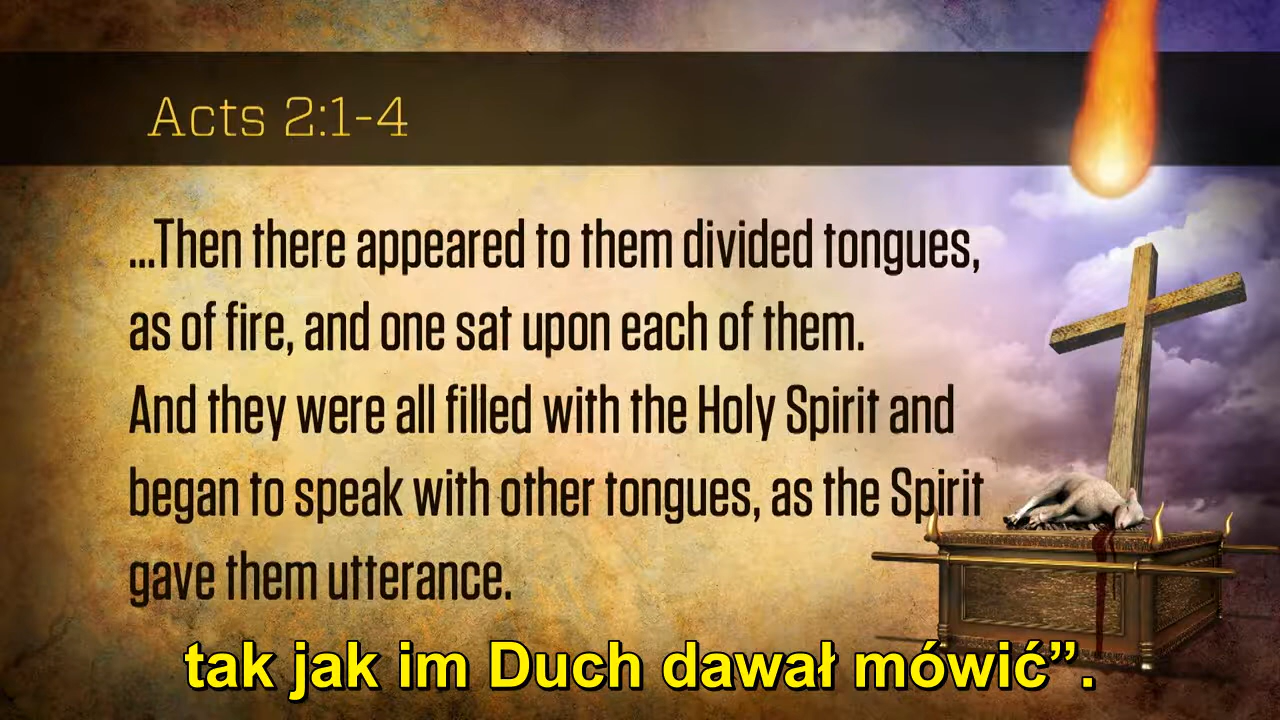 Acts 2:1-4
...Then there appeared to them divided tongues,
as of fire, and one sat upon each of them.
And they were all filled with the Holy Spirit and
began to speak with other tongues, as the Spirit
gave them utterance.
tak jak im Duch dawał mówić”.